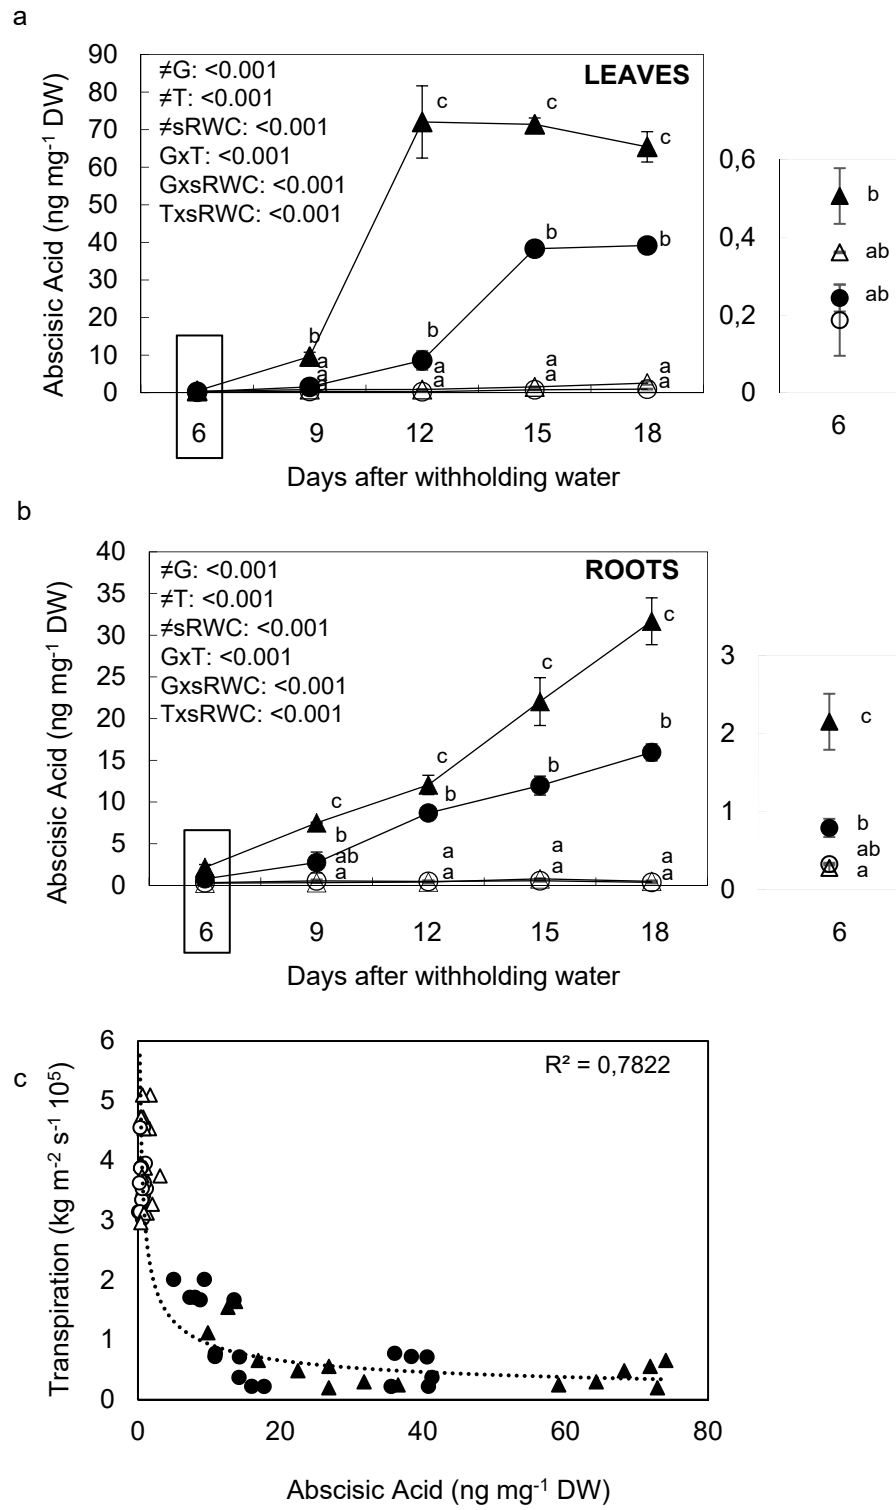 a
Abscisic Acid (ng mg⁻¹ DW)
90
80
70
60
50
40
30
20
10
0
≠G: <0.001
≠T: <0.001
≠sRWC: <0.001
GxT: <0.001
GxsRWC: <0.001
TxsRWC: <0.001
LEAVES
c
c
c
b
b
b
b
a
a
a
a
a
a
a
a
a
6
9
12
15
18
Days after withholding water
0,6
0,4
0,2
0
b
ab
ab
6
b
Abscisic Acid (ng mg⁻¹ DW)
40
35
30
25
20
15
10
5
0
≠G: <0.001
≠T: <0.001
≠sRWC: <0.001
GxT: <0.001
GxsRWC: <0.001
TxsRWC: <0.001
ROOTS
c
c
c
c
b
b
b
b
ab
a
a
a
a
a
a
a
6
9
12
15
18
Days after withholding water
3
2
1
0
c
b
ab
a
6
c
Transpiration (kg m⁻² s⁻¹ 10⁵)
6
5
4
3
2
1
0
R² = 0,7822
0
20
40
60
80
Abscisic Acid (ng mg⁻¹ DW)